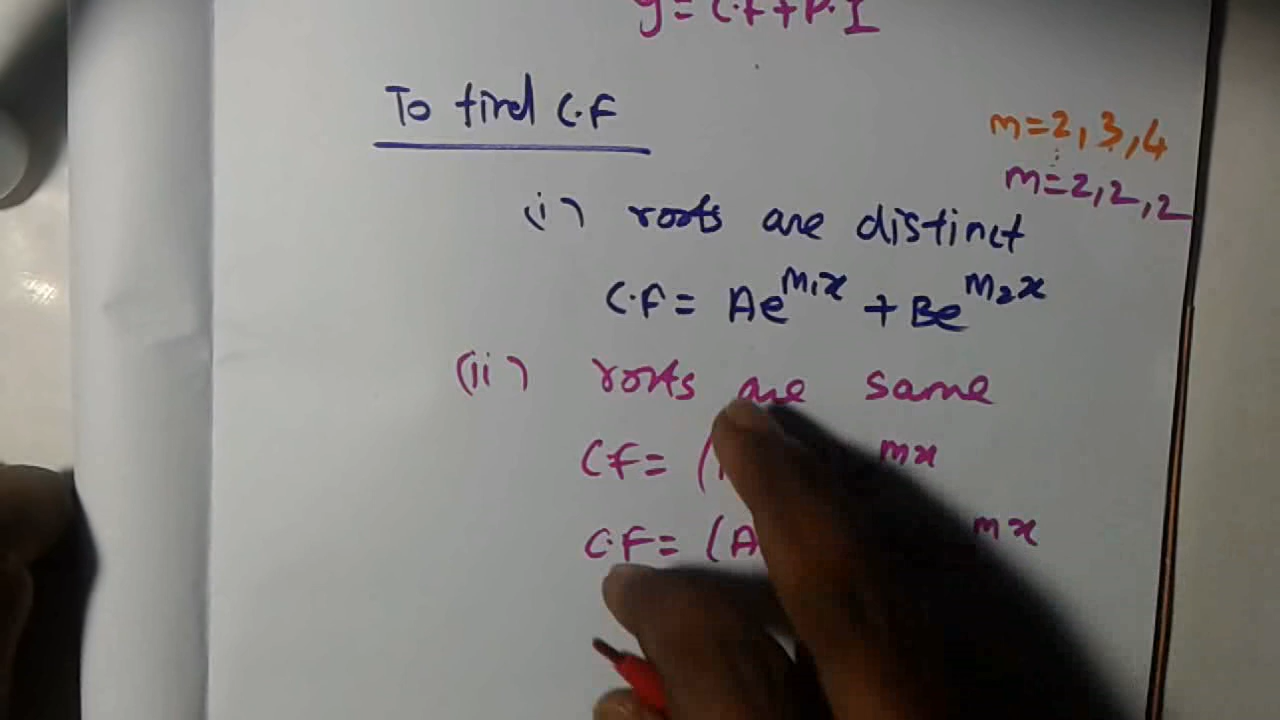 y = C.F + P.I
To find C.F
m=2,3,4
m=2,2,2
(i) roots are distinct
C.F = Ae^m₁x + Be^m₂x
(ii) roots are same
CF = ( mx
C.F = (A mx